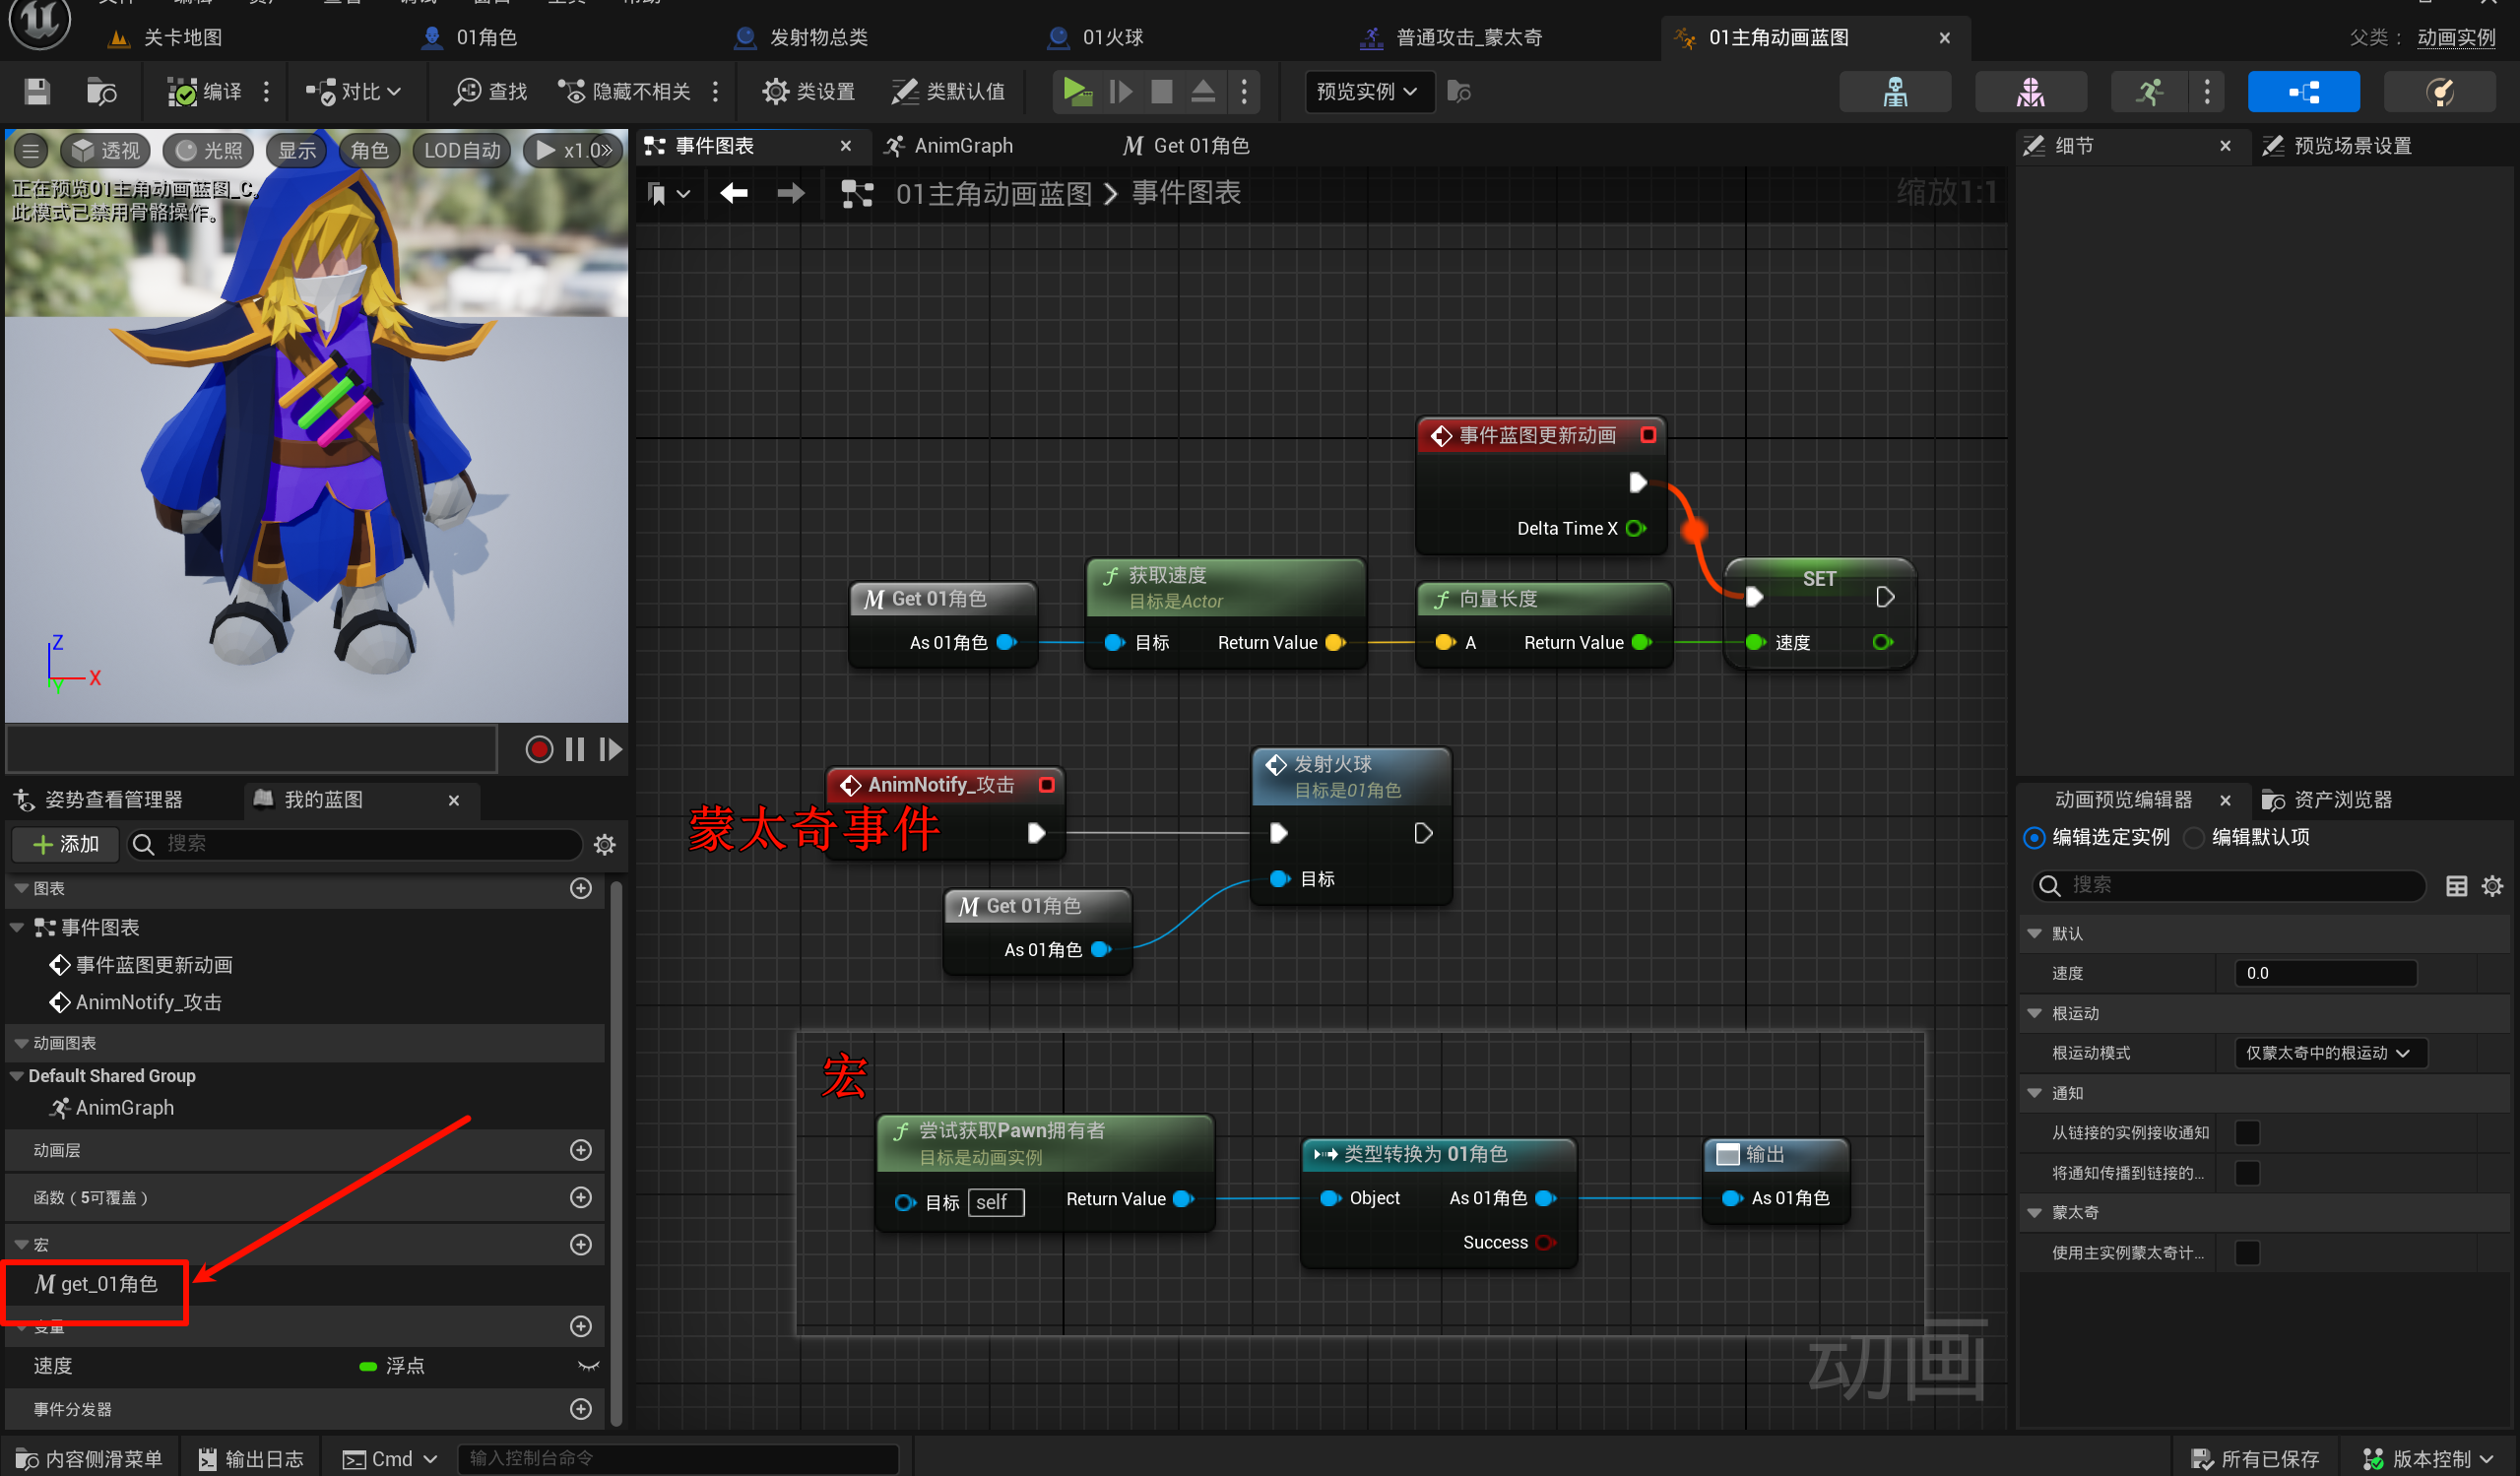 关卡地图
01角色
发射物总类
01火球
普通攻击_蒙太奇
01主角动画蓝图
父类：
动画实例
编译
对比
查找
隐藏不相关
类设置
类默认值
预览实例
透视
光照
显示
角色
LOD自动
x1.0
正在预览01主角动画蓝图_C。
此模式已禁用骨骼操作。
Z
X
Y
事件图表
AnimGraph
Get 01角色
01主角动画蓝图
事件图表
缩放1:1
事件蓝图更新动画
Delta Time X
Get 01角色
As 01角色
获取速度
目标是Actor
目标
Return Value
向量长度
A
Return Value
SET
速度
AnimNotify_攻击
蒙太奇事件
发射火球
目标是01角色
目标
Get 01角色
As 01角色
宏
尝试获取Pawn拥有者
目标是动画实例
目标
self
Return Value
类型转换为 01角色
Object
As 01角色
Success
输出
As 01角色
动画
姿势查看管理器
我的蓝图
添加
搜索
图表
事件图表
事件蓝图更新动画
AnimNotify_攻击
动画图表
Default Shared Group
AnimGraph
动画层
函数（5可覆盖）
宏
get_01角色
变量
速度
浮点
事件分发器
细节
预览场景设置
动画预览编辑器
资产浏览器
编辑选定实例
编辑默认项
搜索
默认
速度
0.0
根运动
根运动模式
仅蒙太奇中的根运动
通知
从链接的实例接收通知
将通知传播到链接的...
蒙太奇
使用主实例蒙太奇计...
内容侧滑菜单
输出日志
Cmd
输入控制台命令
所有已保存
版本控制